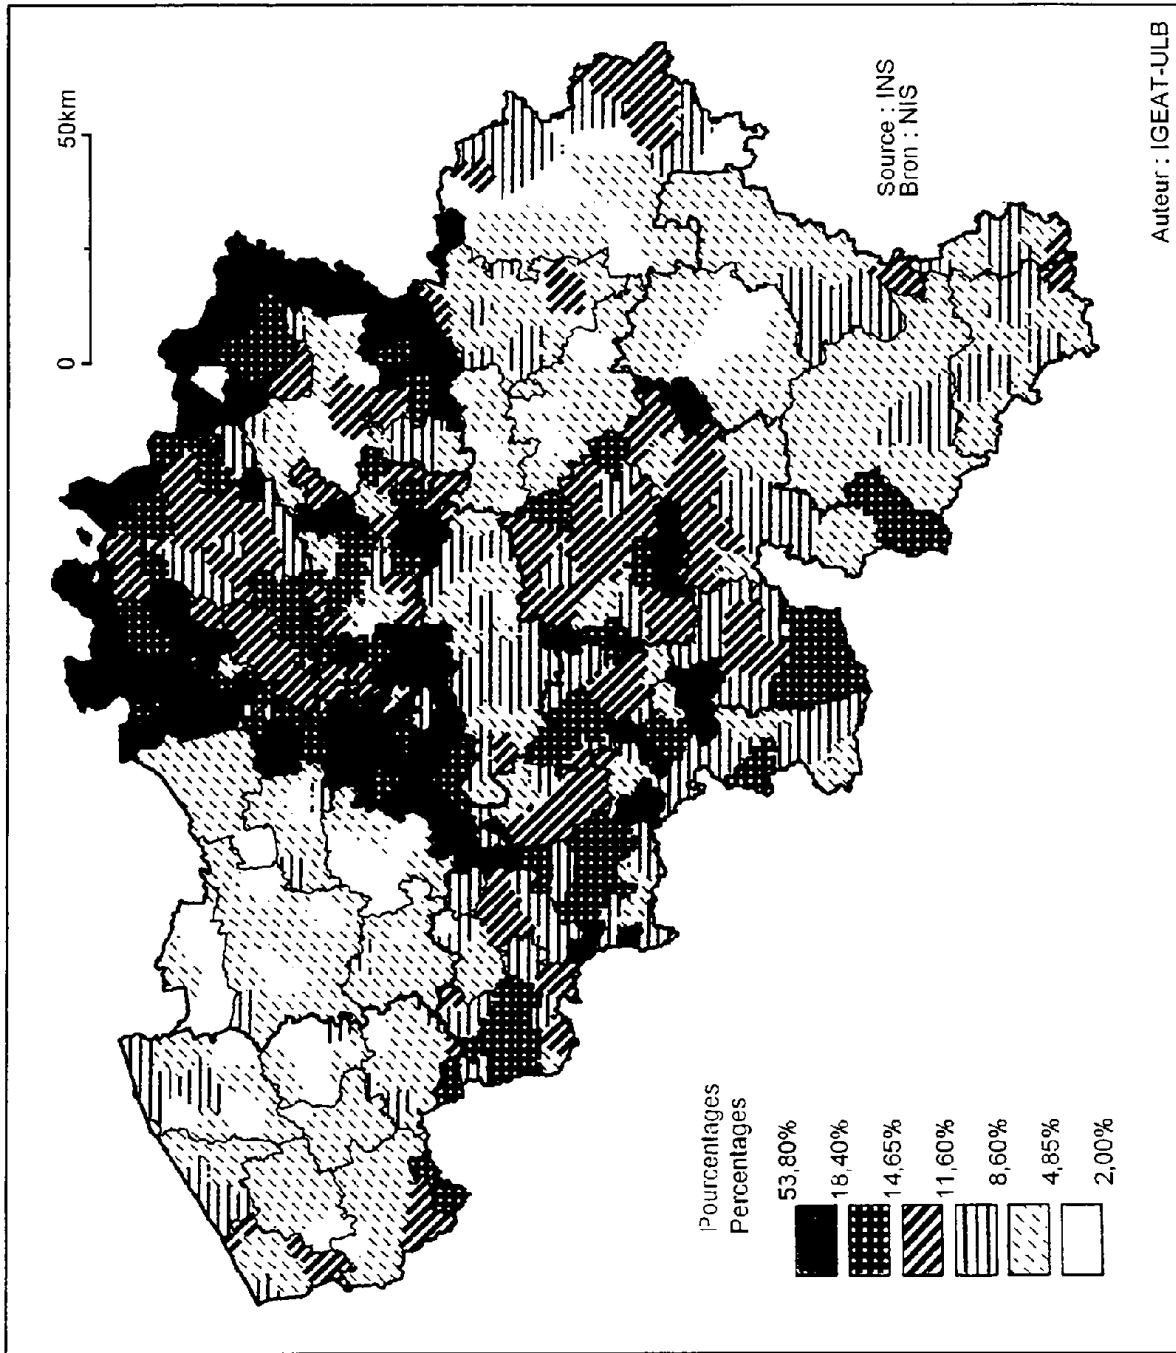 0
50km
Source : INS
Bron : NIS
Pourcentages
Percentages
53,80%
18,40%
14,65%
11,60%
8,60%
4,85%
2,00%
Auteur : IGEAT-ULB